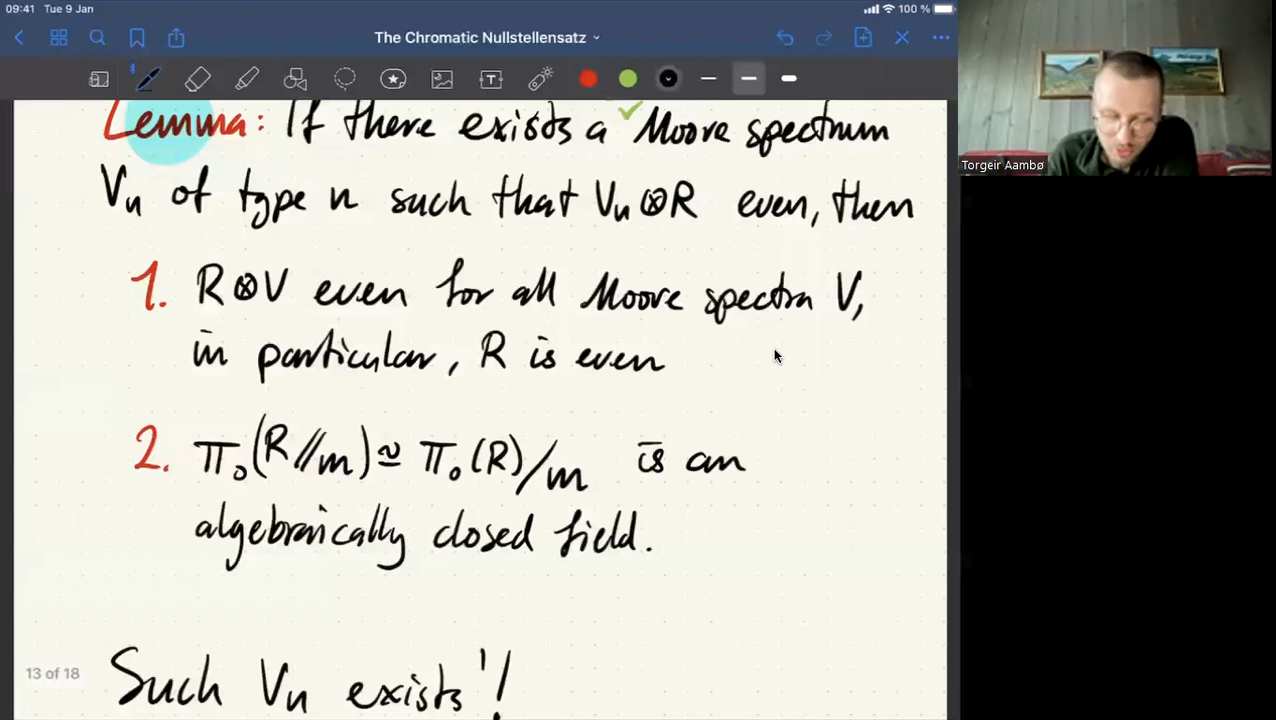 09:41 Tue 9 Jan
100 %
The Chromatic Nullstellensatz
Lemma: If there exists a Moore spectrum
Vₙ of type n such that Vₙ⊗R even, then
1. R⊗V even for all Moore spectra V,
in particular, R is even
2. π₀(R//m) ≃ π₀(R)/m is an
algebraically closed field.
Such Vₙ exists!
13 of 18
Torgeir Aambø